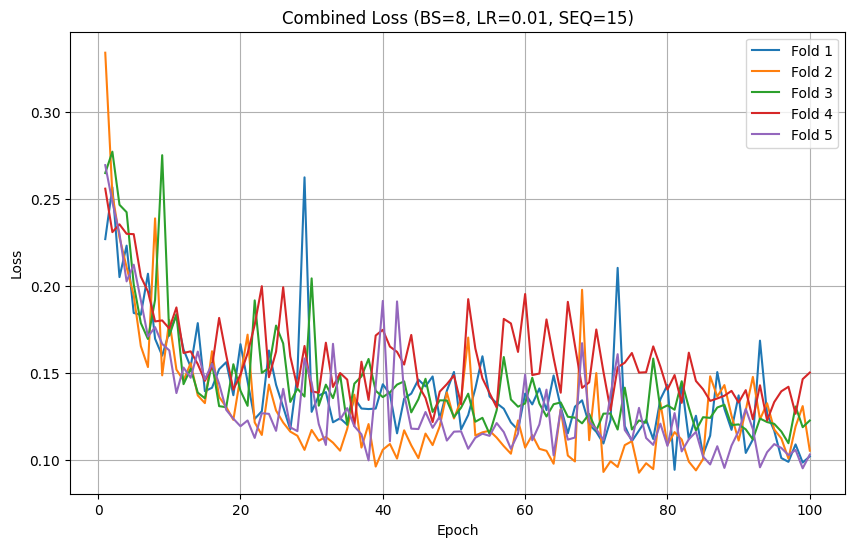 Combined Loss (BS=8, LR=0.01, SEQ=15)
Loss
0.30
0.25
0.20
0.15
0.10
Fold 1
Fold 2
Fold 3
Fold 4
Fold 5
0
20
40
60
80
100
Epoch